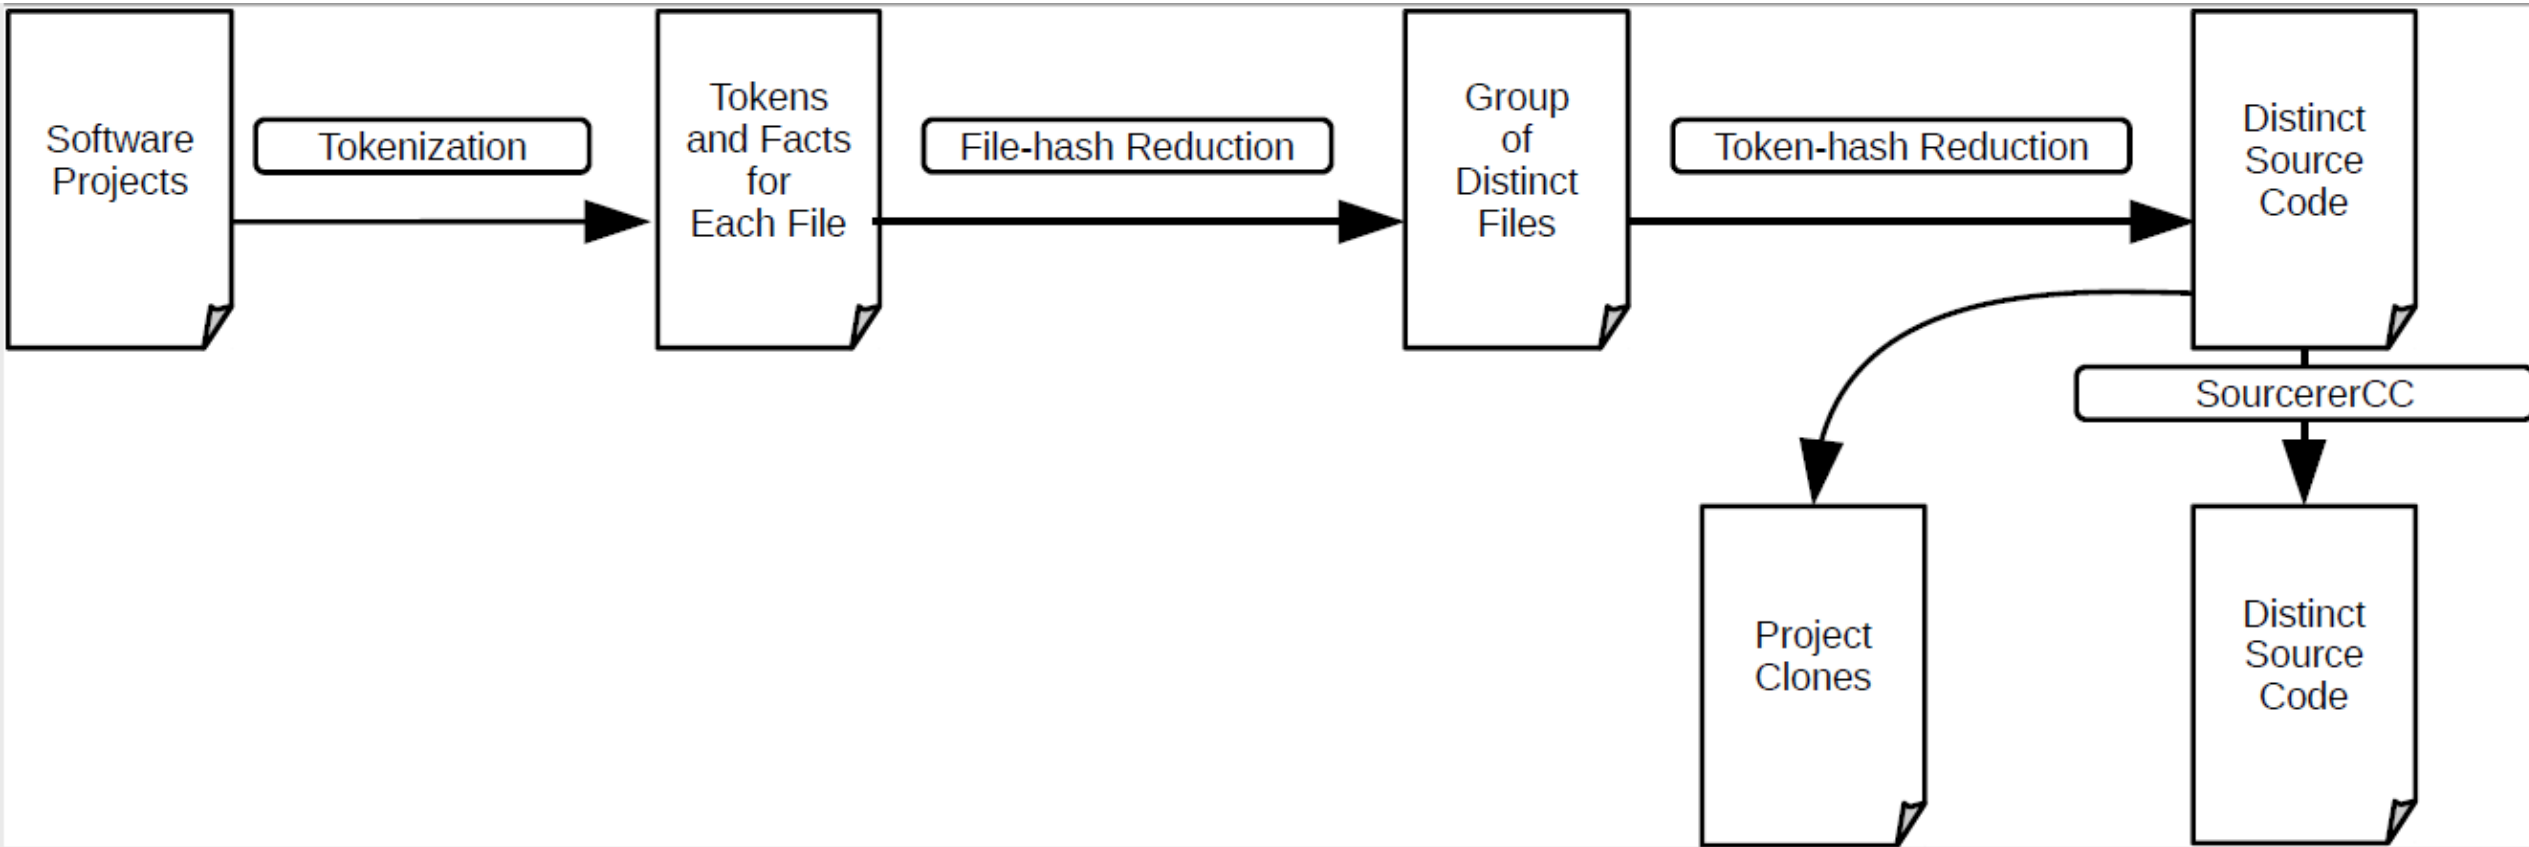 Software
Projects
Tokenization
Tokens
and Facts
for
Each File
File-hash Reduction
Group
of
Distinct
Files
Token-hash Reduction
Distinct
Source
Code
SourcererCC
Project
Clones
Distinct
Source
Code